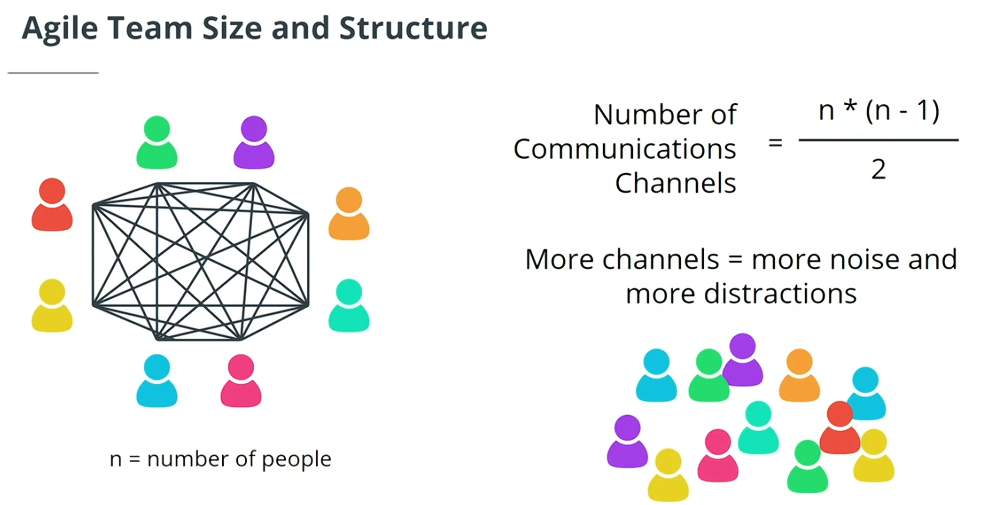 Agile Team Size and Structure
Number of
Communications
Channels
=
n * (n - 1)
2
More channels = more noise and
more distractions
n = number of people